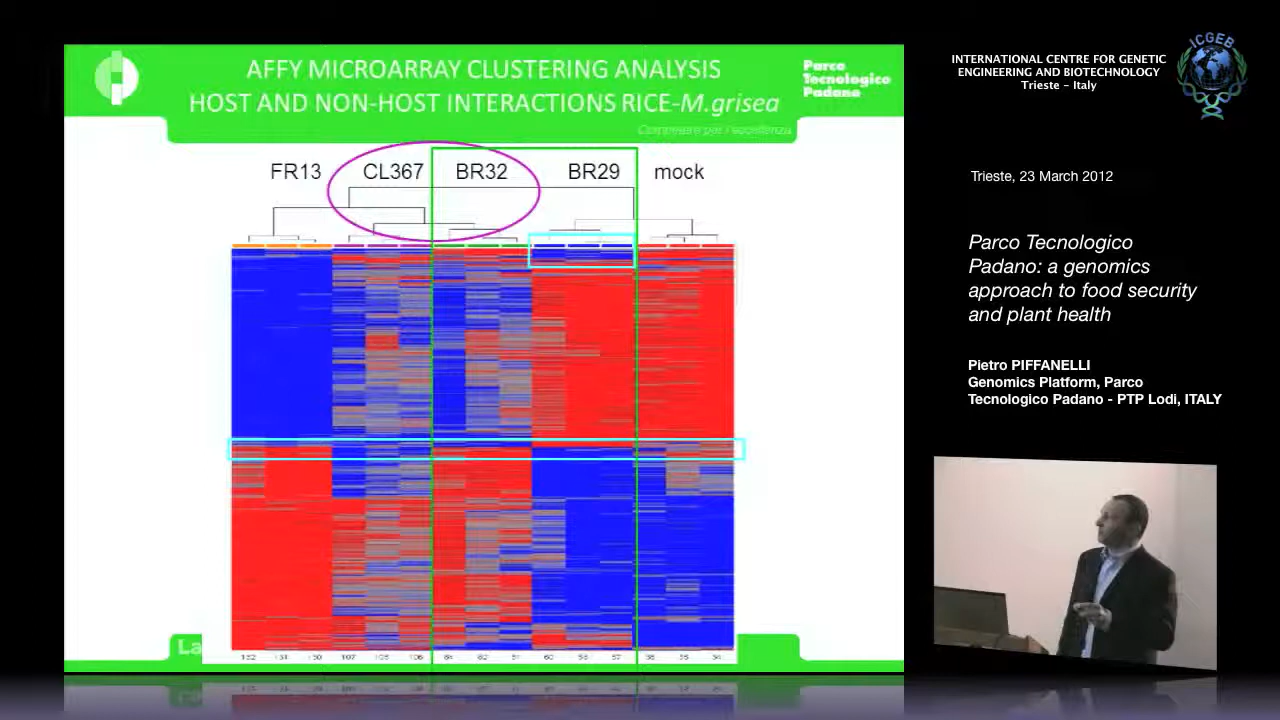 AFFY MICROARRAY CLUSTERING ANALYSIS
HOST AND NON-HOST INTERACTIONS RICE-M.grisea
Parco
Tecnologico
Padano
FR13 CL367 BR32 BR29 mock
La
ICGEB
INTERNATIONAL CENTRE FOR GENETIC
ENGINEERING AND BIOTECHNOLOGY
Trieste - Italy
Trieste, 23 March 2012
Parco Tecnologico
Padano: a genomics
approach to food security
and plant health
Pietro PIFFANELLI
Genomics Platform, Parco
Tecnologico Padano - PTP Lodi, ITALY